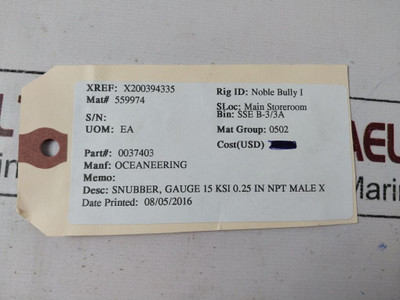 XREF: X200394335
Mat# 559974
Rig ID: Noble Bully I
SLoc: Main Storeroom
Bin: SSE B-3/3A
S/N:
UOM: EA
Mat Group: 0502
Cost(USD)
Part#: 0037403
Manf: OCEANEERING
Memo:
Desc: SNUBBER, GAUGE 15 KSI 0.25 IN NPT MALE X
Date Printed: 08/05/2016